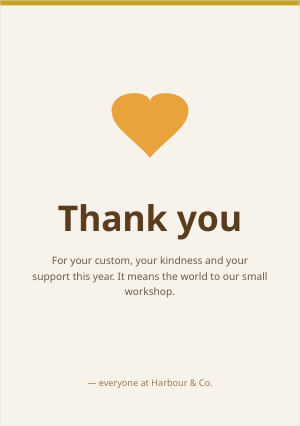 Thank you
For your custom, your kindness and your
support this year. It means the world to our small
workshop.
— everyone at Harbour & Co.